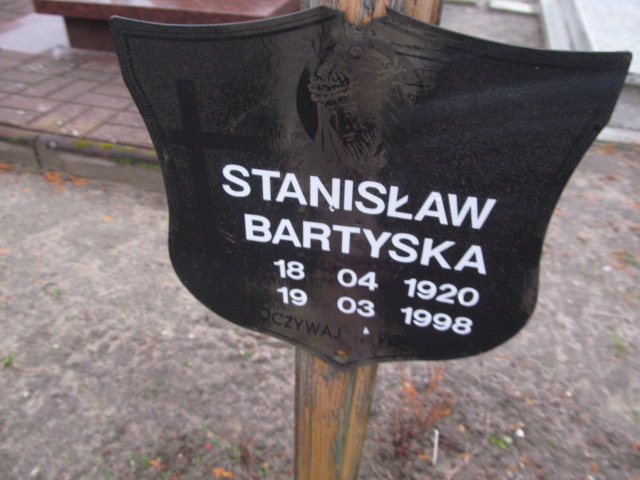 STANISŁAW
BARTYSKA
18 04 1920
19 03 1998